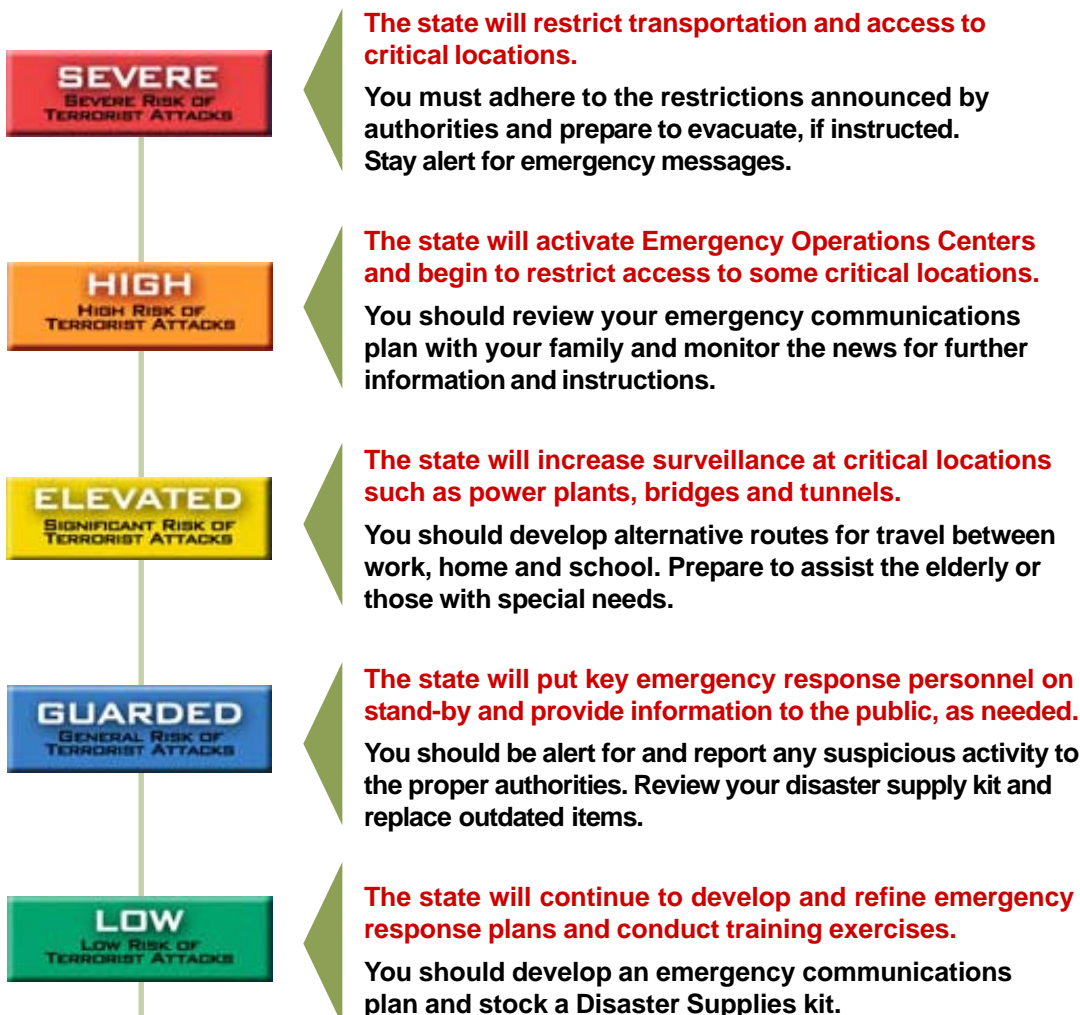 SEVERE
SEVERE RISK OF
TERRORIST ATTACKS
The state will restrict transportation and access to
critical locations.
You must adhere to the restrictions announced by
authorities and prepare to evacuate, if instructed.
Stay alert for emergency messages.
HIGH
HIGH RISK OF
TERRORIST ATTACKS
The state will activate Emergency Operations Centers
and begin to restrict access to some critical locations.
You should review your emergency communications
plan with your family and monitor the news for further
information and instructions.
ELEVATED
SIGNIFICANT RISK OF
TERRORIST ATTACKS
The state will increase surveillance at critical locations
such as power plants, bridges and tunnels.
You should develop alternative routes for travel between
work, home and school. Prepare to assist the elderly or
those with special needs.
GUARDED
GENERAL RISK OF
TERRORIST ATTACKS
The state will put key emergency response personnel on
stand-by and provide information to the public, as needed.
You should be alert for and report any suspicious activity to
the proper authorities. Review your disaster supply kit and
replace outdated items.
LOW
LOW RISK OF
TERRORIST ATTACKS
The state will continue to develop and refine emergency
response plans and conduct training exercises.
You should develop an emergency communications
plan and stock a Disaster Supplies kit.